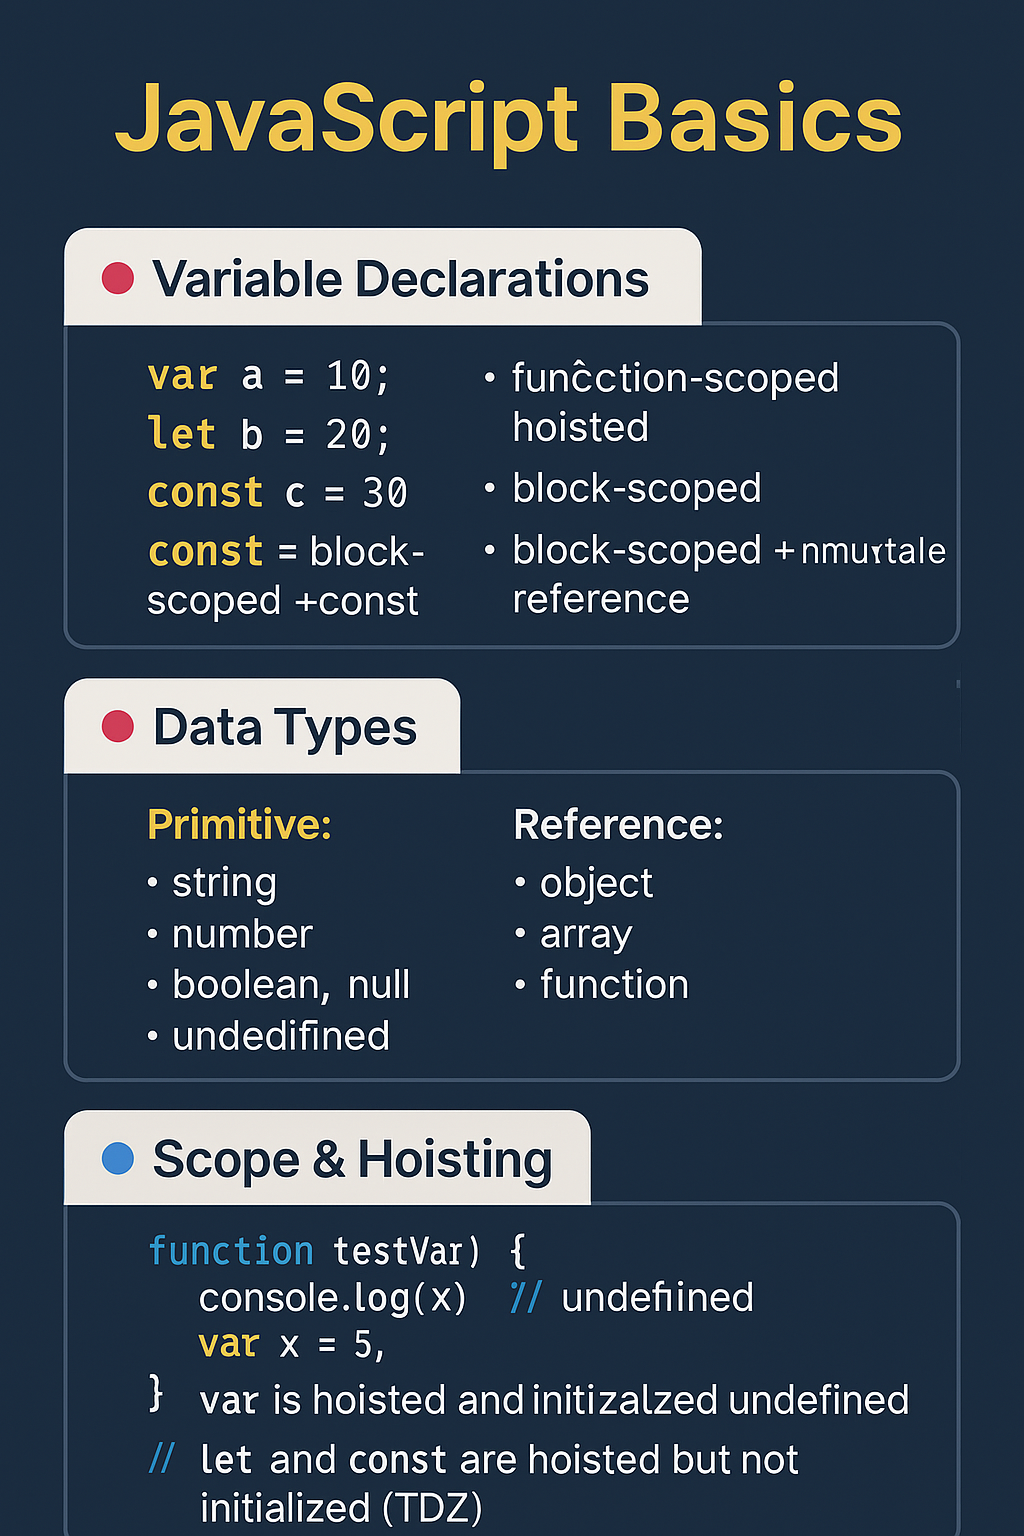 JavaScript Basics
Variable Declarations
var a = 10;
let b = 20;
const c = 30
const = block-
scoped +const
• funĉction-scoped
hoisted
• block-scoped
• block-scoped + nmurtale
reference
Data Types
Primitive:
• string
• number
• boolean, null
• undedifined
Reference:
• object
• array
• function
Scope & Hoisting
function testVar) {
console.log(x) // undefiined
var x = 5,
} var is hoisted and initizalzed undefined
// let and const are hoisted but not
initialized (TDZ)